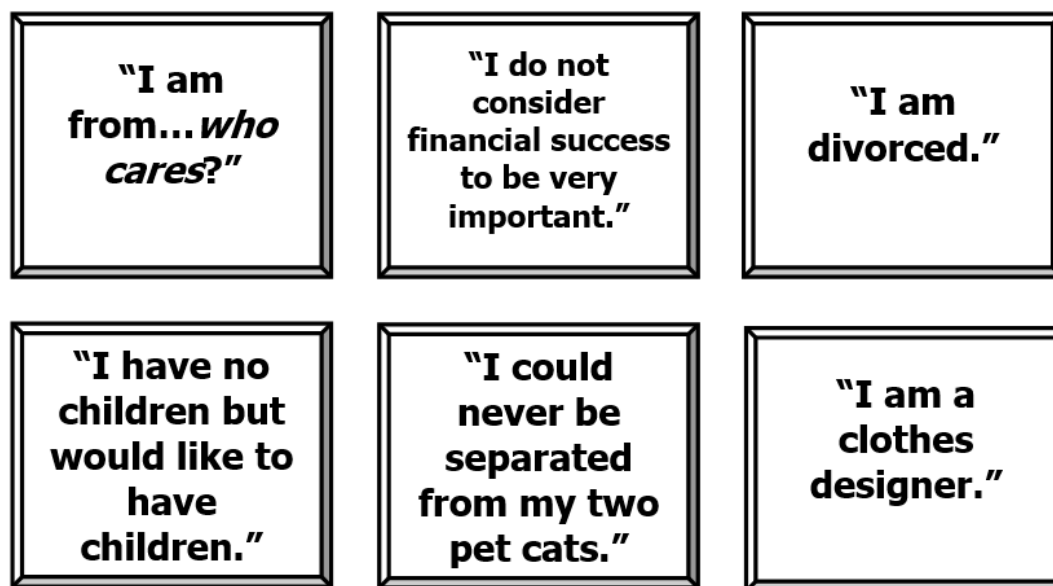 “I am
from...who
cares?”
“I do not
consider
financial success
to be very
important.”
“I am
divorced.”
“I have no
children but
would like to
have
children.”
“I could
never be
separated
from my two
pet cats.”
“I am a
clothes
designer.”